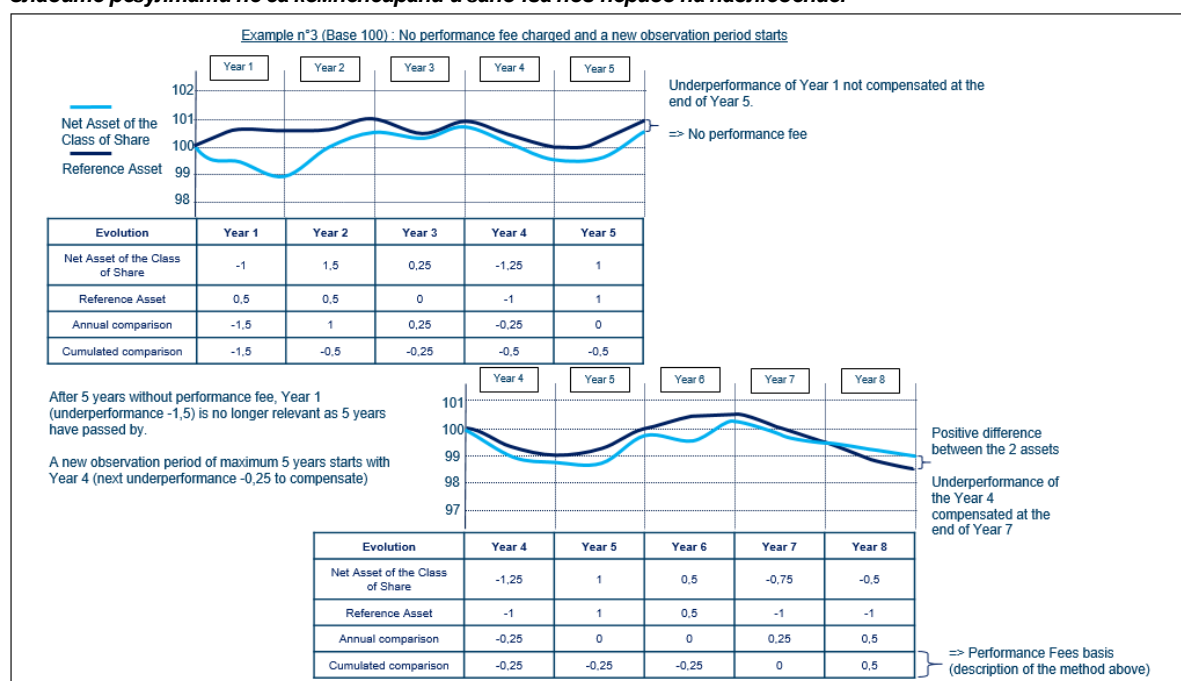 слабите резултати не са компенсирани и започва нов период на наблюдение.
Example n°3 (Base 100) : No performance fee charged and a new observation period starts
Year 1 Year 2 Year 3 Year 4 Year 5
102
101
100
99
98
Net Asset of the
Class of Share
Reference Asset
Underperformance of Year 1 not compensated at the
end of Year 5.
=> No performance fee
Evolution Year 1 Year 2 Year 3 Year 4 Year 5
Net Asset of the Class
of Share -1 1,5 0,25 -1,25 1
Reference Asset 0,5 0,5 0 -1 1
Annual comparison -1,5 1 0,25 -0,25 0
Cumulated comparison -1,5 -0,5 -0,25 -0,5 -0,5
After 5 years without performance fee, Year 1
(underperformance -1,5) is no longer relevant as 5 years
have passed by.
A new observation period of maximum 5 years starts with
Year 4 (next underperformance -0,25 to compensate)
Year 4 Year 5 Year 6 Year 7 Year 8
101
100
99
98
97
Positive difference
between the 2 assets
Underperformance of
the Year 4
compensated at the
end of Year 7
Evolution Year 4 Year 5 Year 6 Year 7 Year 8
Net Asset of the Class
of Share -1,25 1 0,5 -0,75 -0,5
Reference Asset -1 1 0,5 -1 -1
Annual comparison -0,25 0 0 0,25 0,5
Cumulated comparison -0,25 -0,25 -0,25 0 0,5
=> Performance Fees basis
(description of the method above)